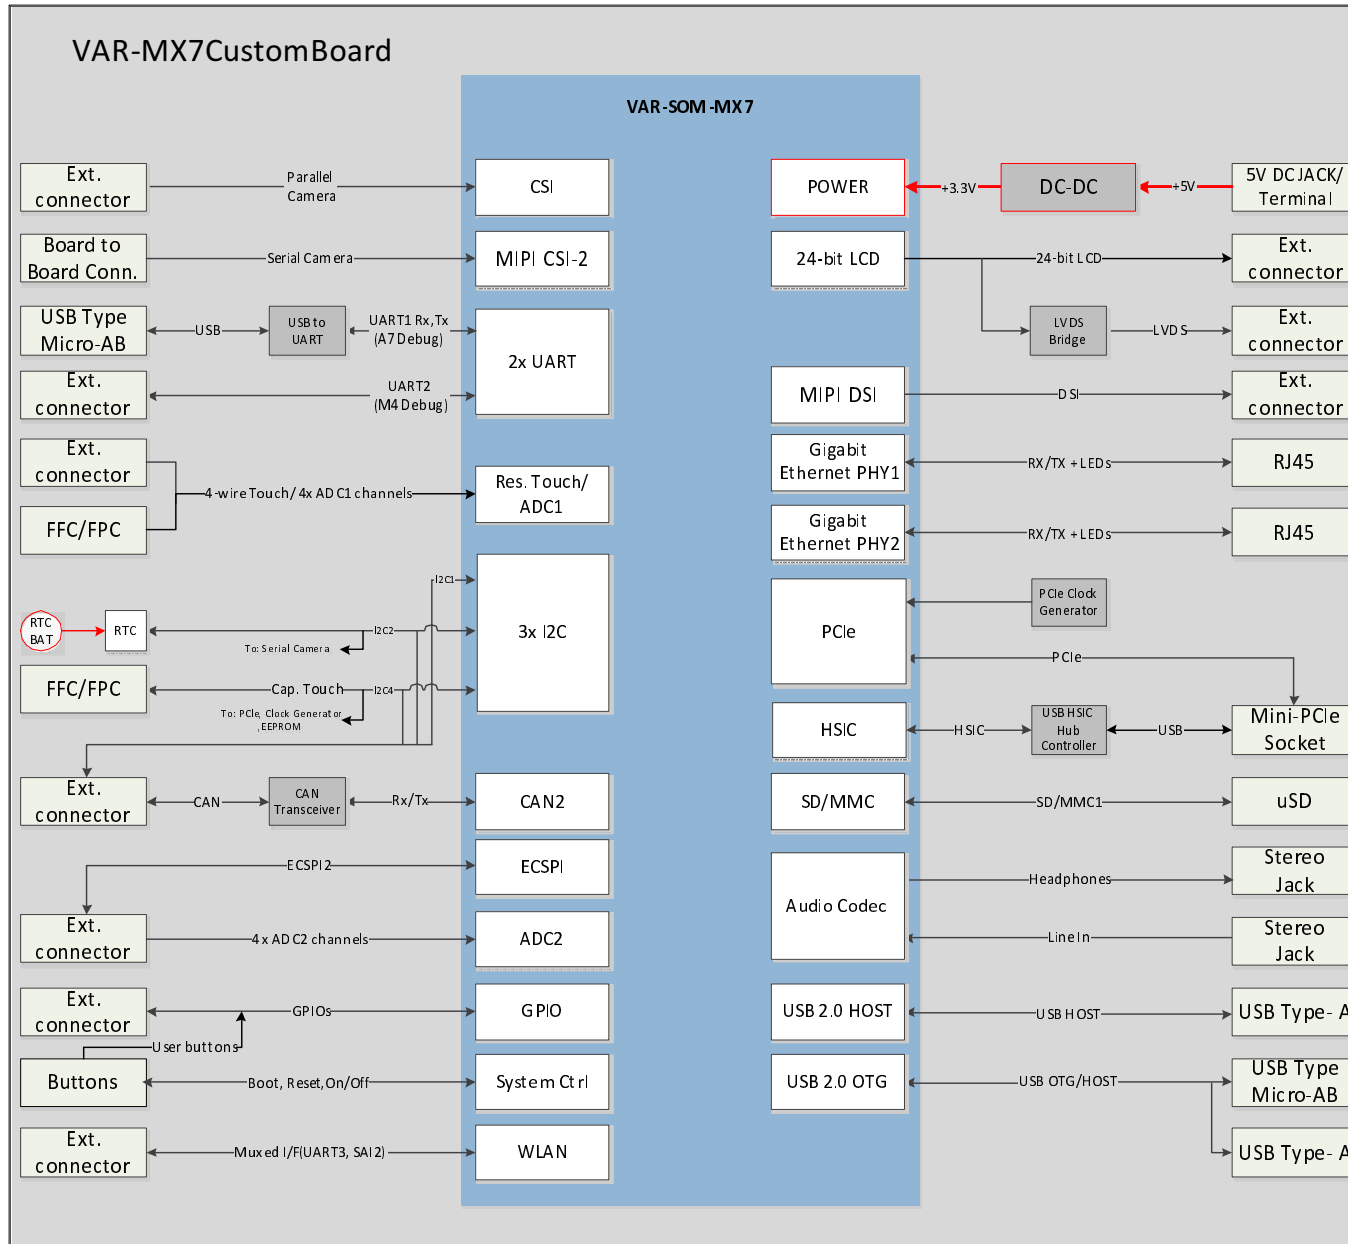 VAR-MX7CustomBoard
VAR-SOM-MX7
Ext.
connector
Parallel
Camera
CSI
POWER
+3.3V
DC-DC
+5V
5V DC JACK/
Terminal
Board to
Board Conn.
Serial Camera
MIPI CSI-2
24-bit LCD
24-bit LCD
Ext.
connector
USB Type
Micro-AB
USB
USB to
UART
UART1 Rx,Tx
(A7 Debug)
2x UART
LVDS
Bridge
LVDS
Ext.
connector
Ext.
connector
UART2
(M4 Debug)
MIPI DSI
DSI
Ext.
connector
Ext.
connector
Gigabit
Ethernet PHY1
RX/TX + LEDs
RJ45
4-wire Touch/ 4x ADC1 channels
Res. Touch/
ADC1
FFC/FPC
Gigabit
Ethernet PHY2
RX/TX + LEDs
RJ45
I2C1
3x I2C
PCIe
PCIe Clock
Generator
RTC
BAT
RTC
I2C2
To: Serial Camera
PCIe
FFC/FPC
Cap. Touch
I2C4
To: PCIe, Clock Generator
,EEPROM
HSIC
HSIC
USB HSIC
Hub
Controller
USB
Mini-PCIe
Socket
Ext.
connector
CAN
CAN
Transceiver
Rx/Tx
CAN2
SD/MMC
SD/MMC1
uSD
ECSPI2
ECSPI
Audio Codec
Headphones
Stereo
Jack
Ext.
connector
4x ADC2 channels
ADC2
Line In
Stereo
Jack
Ext.
connector
GPIOs
GPIO
USB 2.0 HOST
USB HOST
USB Type- A
User buttons
Buttons
Boot, Reset,On/Off
System Ctrl
USB 2.0 OTG
USB OTG/HOST
USB Type
Micro-AB
Ext.
connector
Muxed I/F(UART3, SAI2)
WLAN
USB Type- A